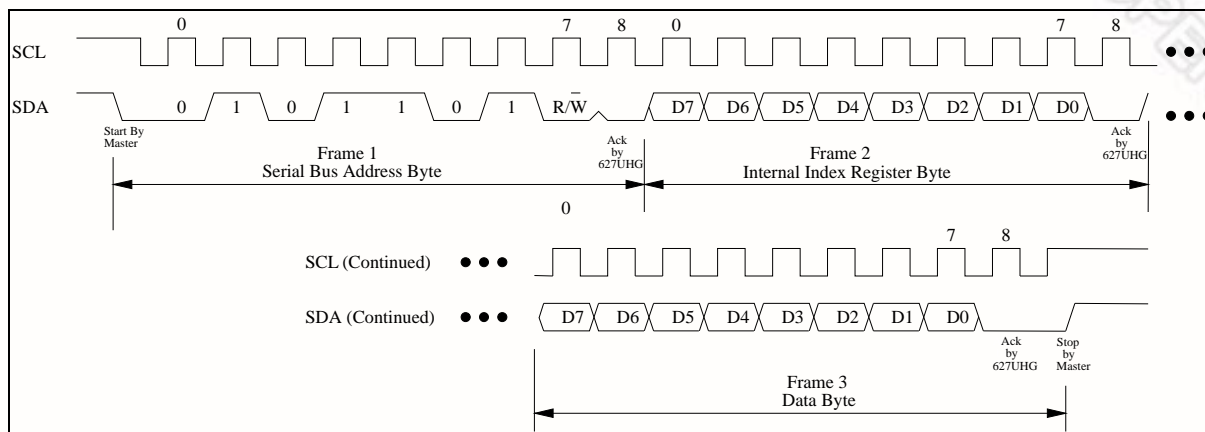 0 7 8 0 7 8
SCL
SDA 0 1 0 1 1 0 1 R/W̅ D7 D6 D5 D4 D3 D2 D1 D0
Start By
Master
Ack
by
627UHG
Ack
by
627UHG
Frame 1
Serial Bus Address Byte
Frame 2
Internal Index Register Byte
0
7 8
SCL (Continued)
SDA (Continued) D7 D6 D5 D4 D3 D2 D1 D0
Ack
by
627UHG
Stop
by
Master
Frame 3
Data Byte